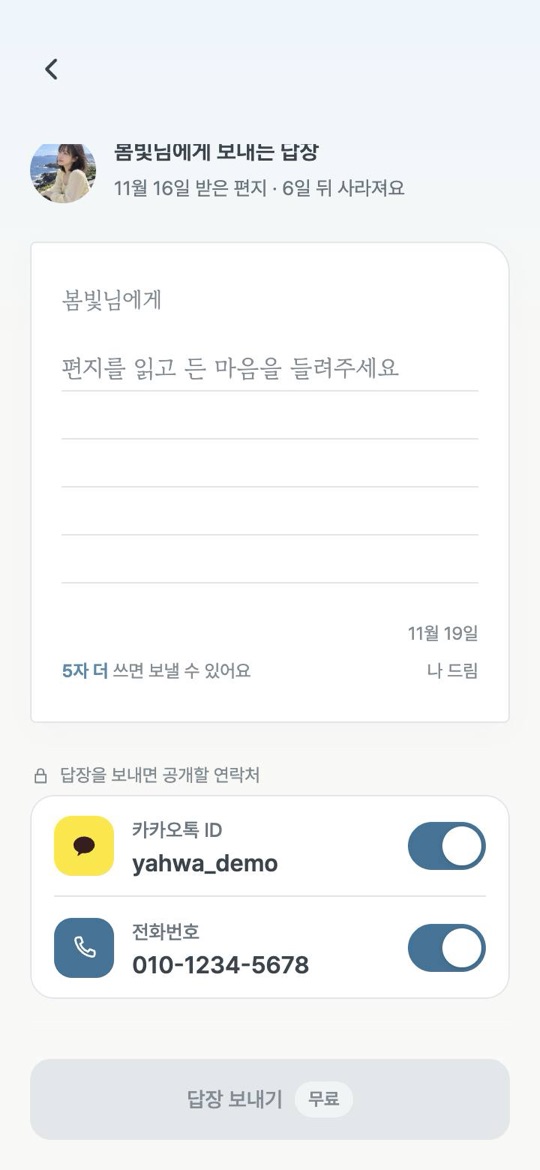 봄빛님에게 보내는 답장
11월 16일 받은 편지 · 6일 뒤 사라져요
봄빛님에게
편지를 읽고 든 마음을 들려주세요
11월 19일
5자 더 쓰면 보낼 수 있어요
나 드림
답장을 보내면 공개할 연락처
카카오톡 ID
yahwa_demo
전화번호
010-1234-5678
답장 보내기 무료